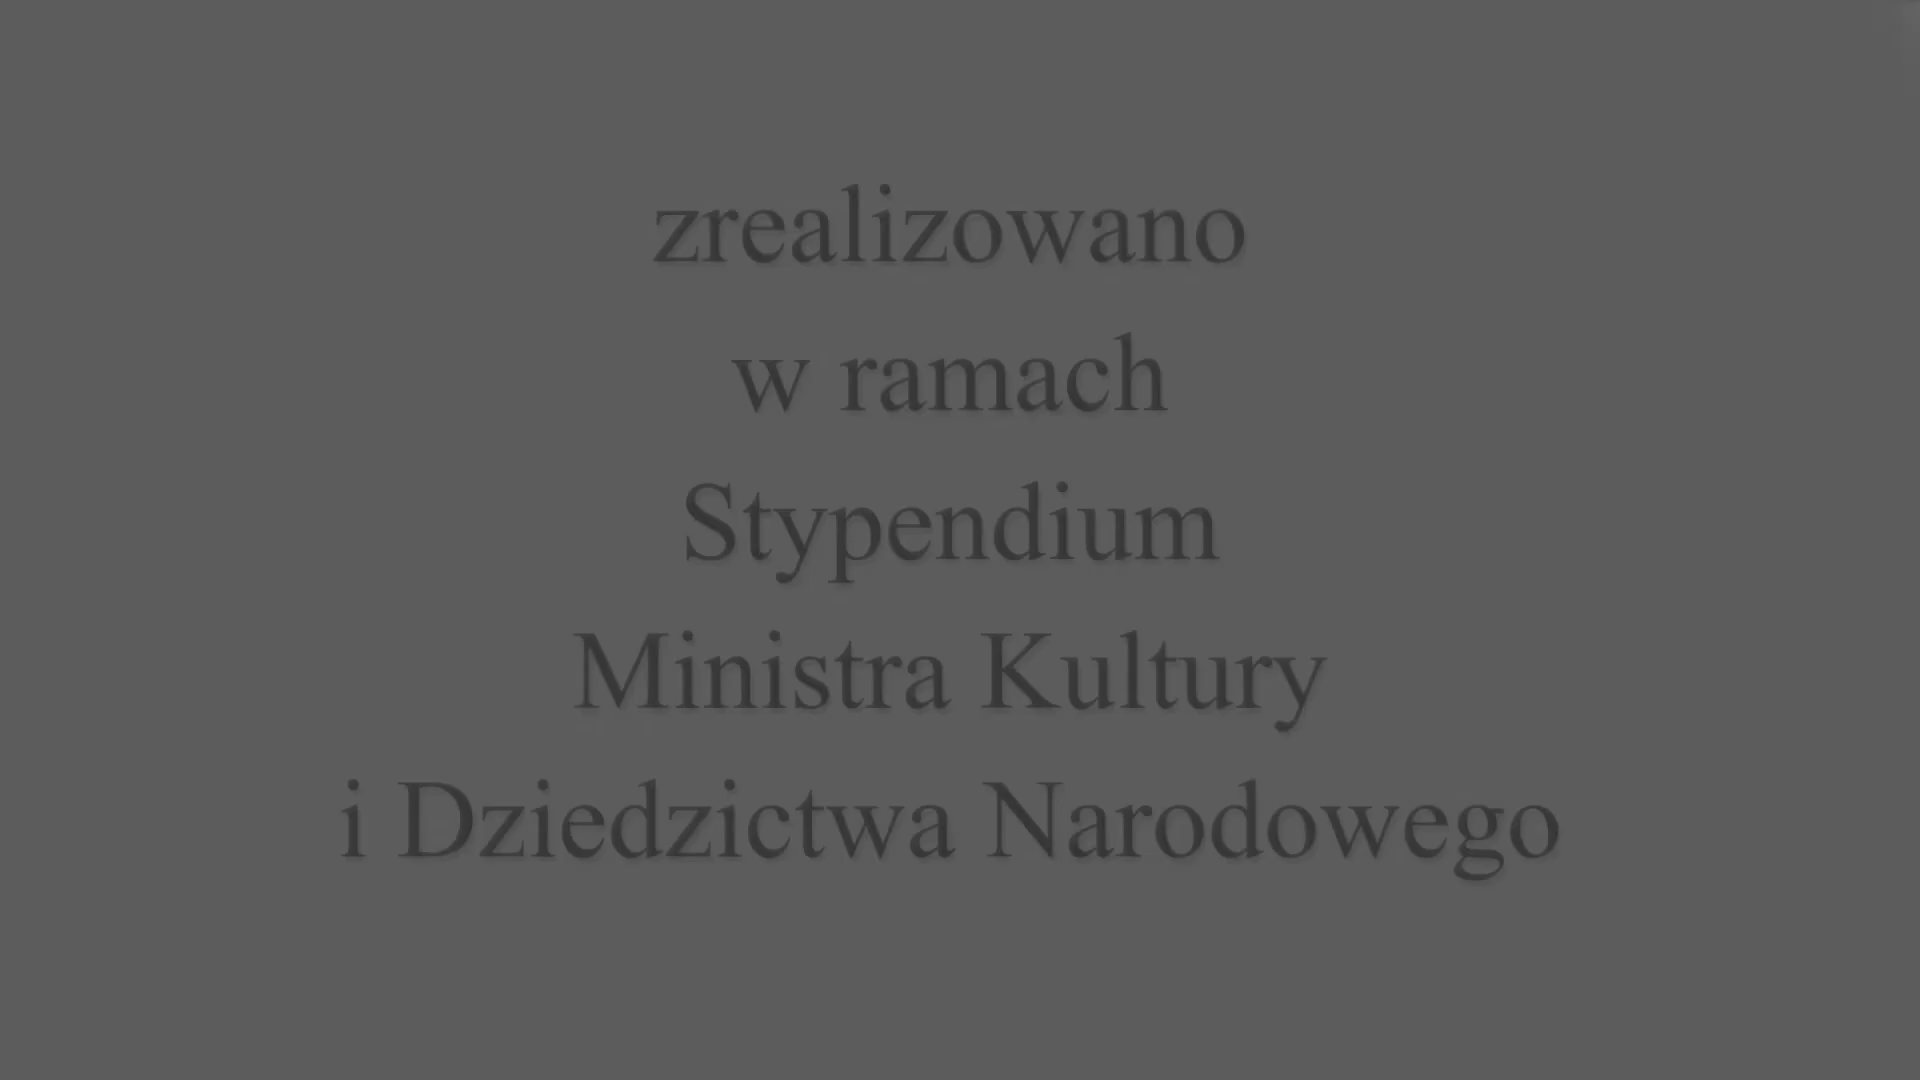 zrealizowano
w ramach
Stypendium
Ministra Kultury
i Dziedzictwa Narodowego